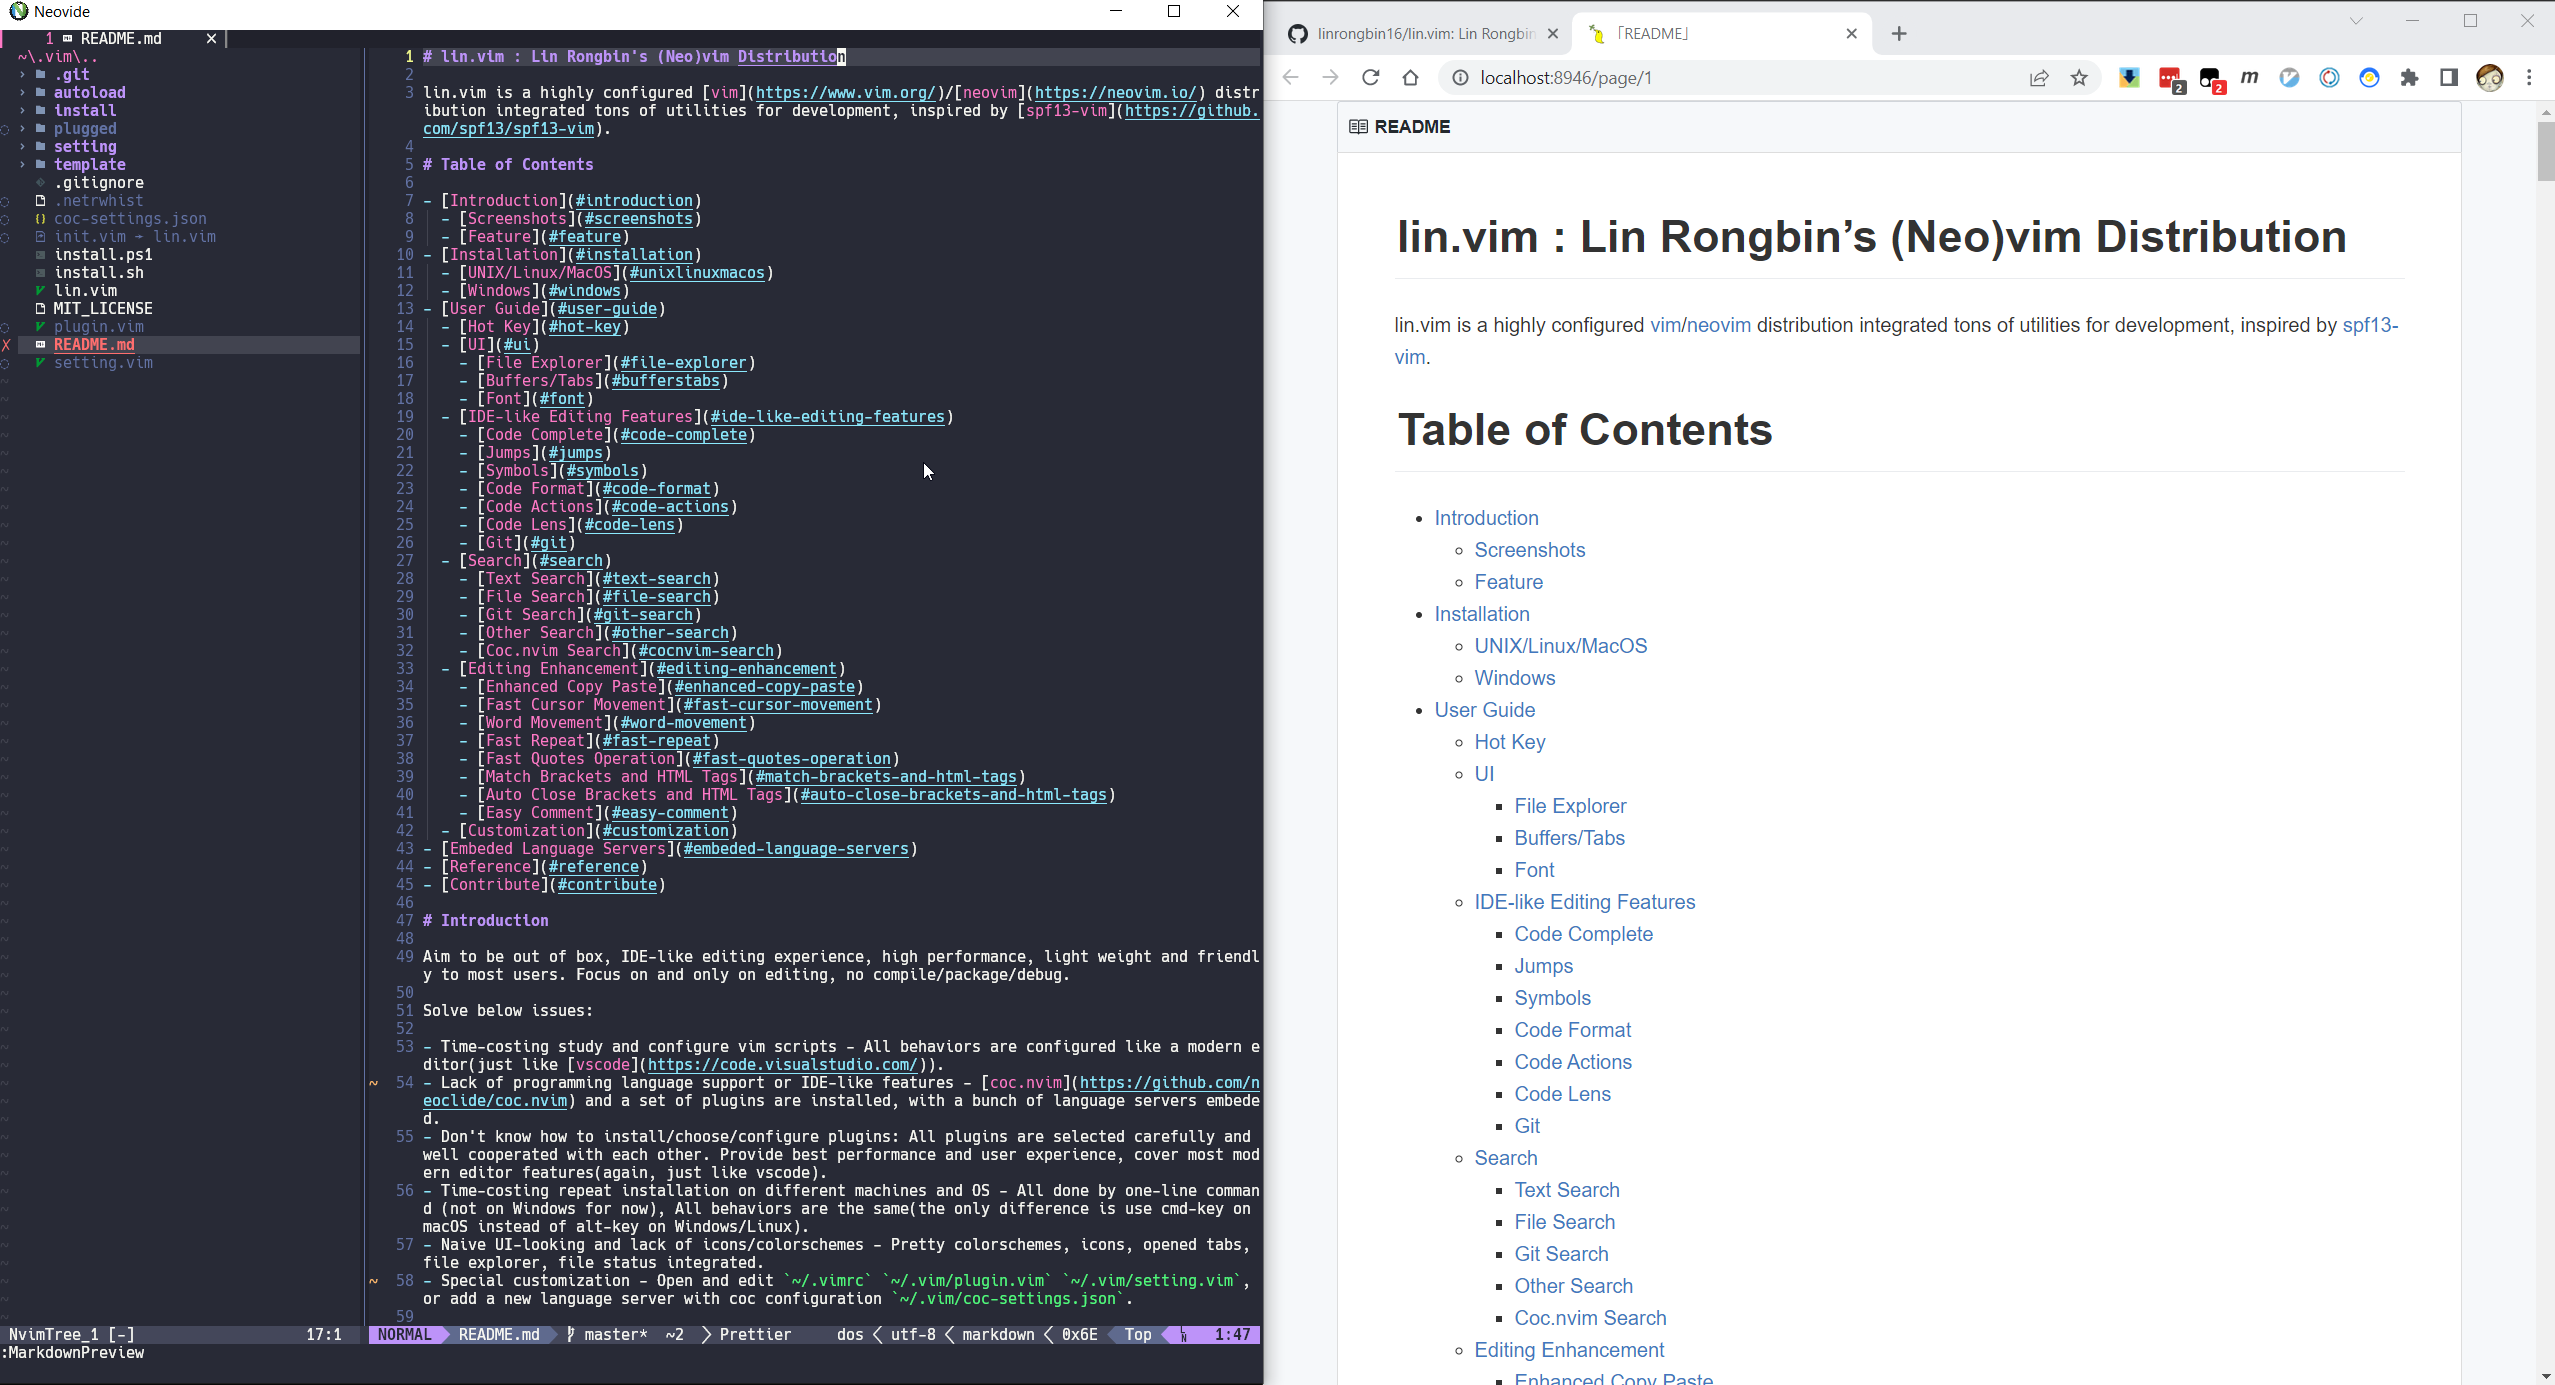 Neovide
1 README.md ×
~\.vim\..
.git
autoload
install
plugged
setting
template
.gitignore
.netrwhist
coc-settings.json
init.vim → lin.vim
install.ps1
install.sh
lin.vim
MIT_LICENSE
plugin.vim
README.md
setting.vim
1 # lin.vim : Lin Rongbin's (Neo)vim Distribution
2
3 lin.vim is a highly configured [vim](https://www.vim.org/)/[neovim](https://neovim.io/) distr
ibution integrated tons of utilities for development, inspired by [spf13-vim](https://github.
com/spf13/spf13-vim).
4
5 # Table of Contents
6
7 - [Introduction](#introduction)
8 - [Screenshots](#screenshots)
9 - [Feature](#feature)
10 - [Installation](#installation)
11 - [UNIX/Linux/MacOS](#unixlinuxmacos)
12 - [Windows](#windows)
13 - [User Guide](#user-guide)
14 - [Hot Key](#hot-key)
15 - [UI](#ui)
16 - [File Explorer](#file-explorer)
17 - [Buffers/Tabs](#bufferstabs)
18 - [Font](#font)
19 - [IDE-like Editing Features](#ide-like-editing-features)
20 - [Code Complete](#code-complete)
21 - [Jumps](#jumps)
22 - [Symbols](#symbols)
23 - [Code Format](#code-format)
24 - [Code Actions](#code-actions)
25 - [Code Lens](#code-lens)
26 - [Git](#git)
27 - [Search](#search)
28 - [Text Search](#text-search)
29 - [File Search](#file-search)
30 - [Git Search](#git-search)
31 - [Other Search](#other-search)
32 - [Coc.nvim Search](#cocnvim-search)
33 - [Editing Enhancement](#editing-enhancement)
34 - [Enhanced Copy Paste](#enhanced-copy-paste)
35 - [Fast Cursor Movement](#fast-cursor-movement)
36 - [Word Movement](#word-movement)
37 - [Fast Repeat](#fast-repeat)
38 - [Fast Quotes Operation](#fast-quotes-operation)
39 - [Match Brackets and HTML Tags](#match-brackets-and-html-tags)
40 - [Auto Close Brackets and HTML Tags](#auto-close-brackets-and-html-tags)
41 - [Easy Comment](#easy-comment)
42 - [Customization](#customization)
43 - [Embeded Language Servers](#embeded-language-servers)
44 - [Reference](#reference)
45 - [Contribute](#contribute)
46
47 # Introduction
48
49 Aim to be out of box, IDE-like editing experience, high performance, light weight and friendl
y to most users. Focus on and only on editing, no compile/package/debug.
50
51 Solve below issues:
52
53 - Time-costing study and configure vim scripts - All behaviors are configured like a modern e
ditor(just like [vscode](https://code.visualstudio.com/)).
~ 54 - Lack of programming language support or IDE-like features - [coc.nvim](https://github.com/n
eoclide/coc.nvim) and a set of plugins are installed, with a bunch of language servers embede
d.
55 - Don't know how to install/choose/configure plugins: All plugins are selected carefully and
well cooperated with each other. Provide best performance and user experience, cover most mod
ern editor features(again, just like vscode).
56 - Time-costing repeat installation on different machines and OS - All done by one-line comman
d (not on Windows for now), All behaviors are the same(the only difference is use cmd-key on
macOS instead of alt-key on Windows/Linux).
57 - Naive UI-looking and lack of icons/colorschemes - Pretty colorschemes, icons, opened tabs,
file explorer, file status integrated.
~ 58 - Special customization - Open and edit `~/.vimrc` `~/.vim/plugin.vim` `~/.vim/setting.vim`,
or add a new language server with coc configuration `~/.vim/coc-settings.json`.
59
NvimTree_1 [-] 17:1
NORMAL README.md master* ~2 Prettier dos utf-8 markdown 0x6E Top LN 1:47
:MarkdownPreview
linrongbin16/lin.vim: Lin Rongbin
「README」
localhost:8946/page/1
2
2
m
README
lin.vim : Lin Rongbin’s (Neo)vim Distribution
lin.vim is a highly configured vim/neovim distribution integrated tons of utilities for development, inspired by spf13-
vim.
Table of Contents
Introduction
Screenshots
Feature
Installation
UNIX/Linux/MacOS
Windows
User Guide
Hot Key
UI
File Explorer
Buffers/Tabs
Font
IDE-like Editing Features
Code Complete
Jumps
Symbols
Code Format
Code Actions
Code Lens
Git
Search
Text Search
File Search
Git Search
Other Search
Coc.nvim Search
Editing Enhancement
Enhanced Copy Paste